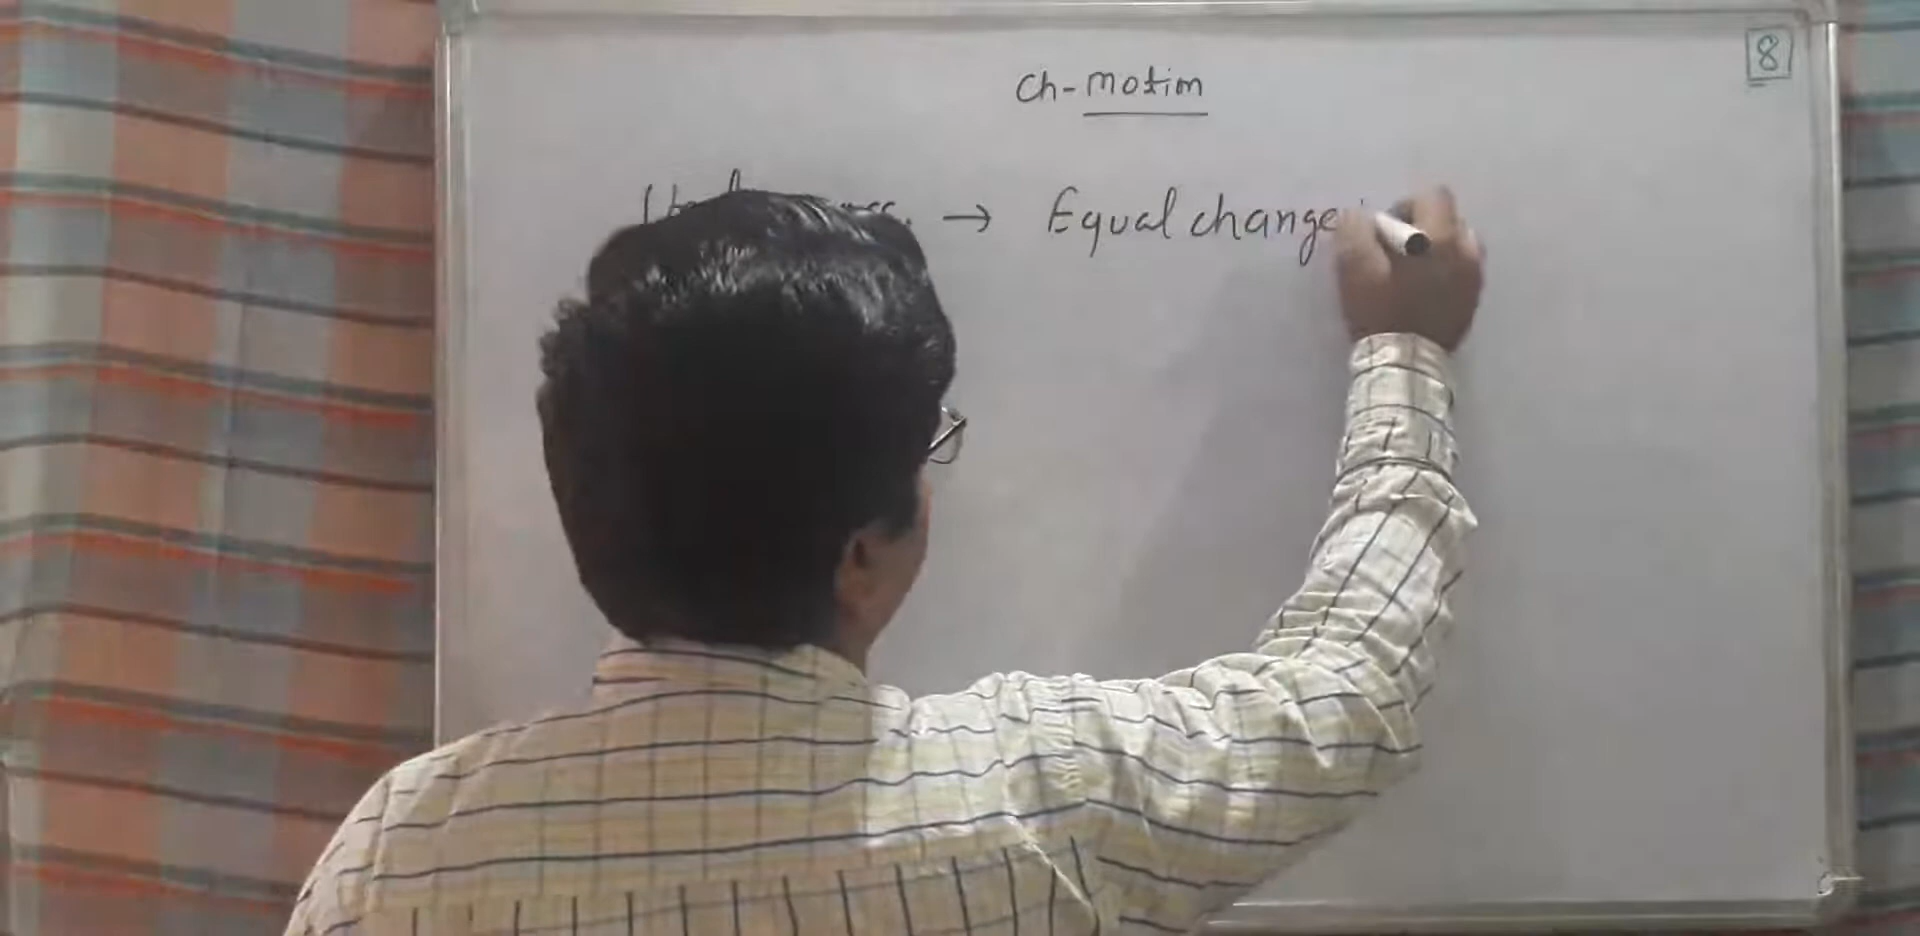 8
Ch-Motion
→ Equal change